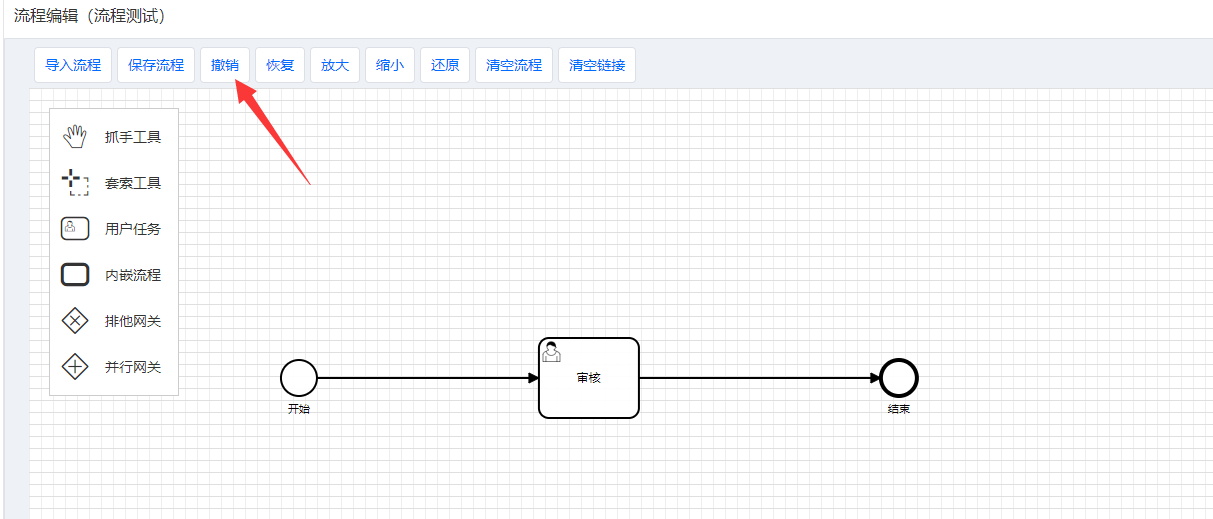 流程编辑（流程测试）
导入流程 保存流程 撤销 恢复 放大 缩小 还原 清空流程 清空链接
抓手工具
套索工具
用户任务
内嵌流程
排他网关
并行网关
审核
开始
结束